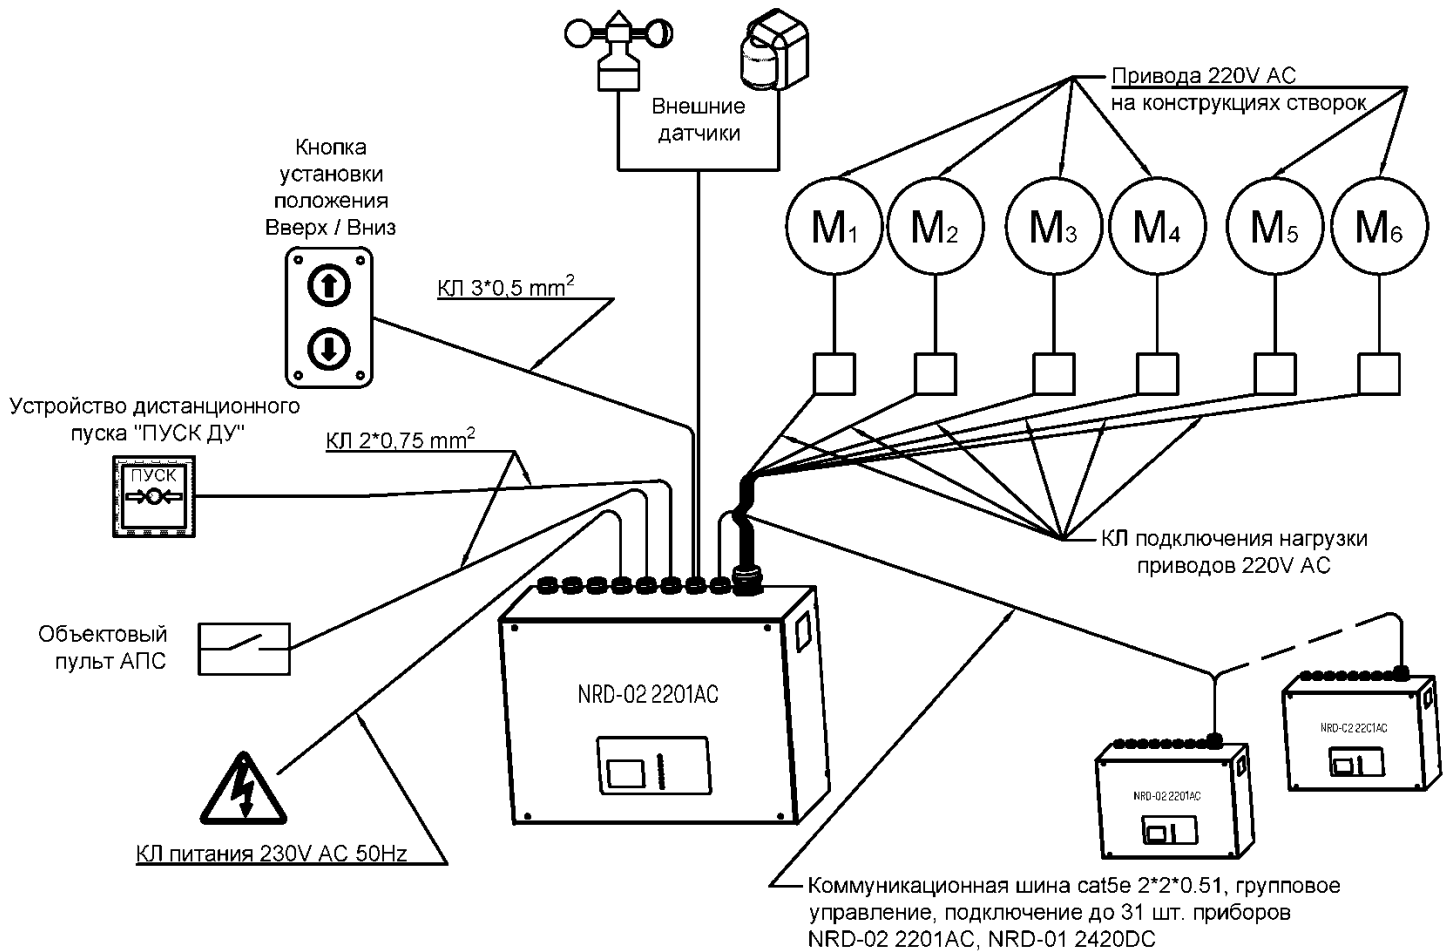 Внешние
датчики
Привода 220V AC
на конструкциях створок
Кнопка
установки
положения
Вверх / Вниз
M1
M2
M3
M4
M5
M6
КЛ 3*0,5 mm²
Устройство дистанционного
пуска "ПУСК ДУ"
КЛ 2*0,75 mm²
ПУСК
КЛ подключения нагрузки
приводов 220V AC
Объектовый
пульт АПС
NRD-02 2201AC
NRD-C2 22C1AC
NRD-02 2201AC
КЛ питания 230V AC 50Hz
Коммуникационная шина cat5e 2*2*0.51, групповое
управление, подключение до 31 шт. приборов
NRD-02 2201AC, NRD-01 2420DC